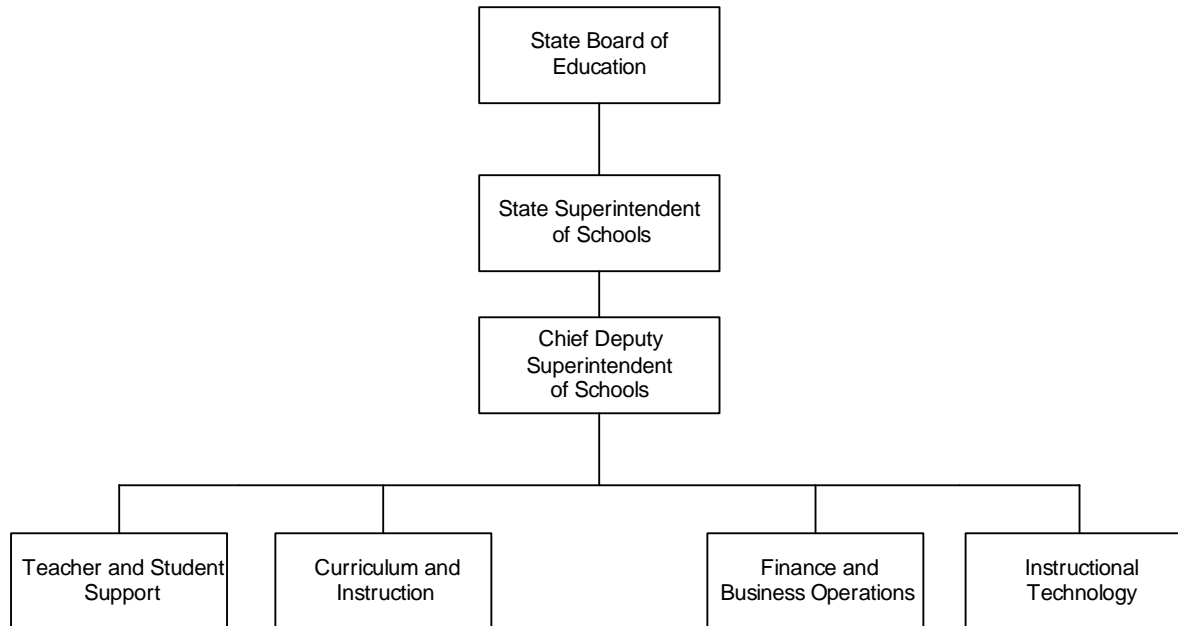 State Board of
Education
State Superintendent
of Schools
Chief Deputy
Superintendent
of Schools
Teacher and Student
Support
Curriculum and
Instruction
Finance and
Business Operations
Instructional
Technology